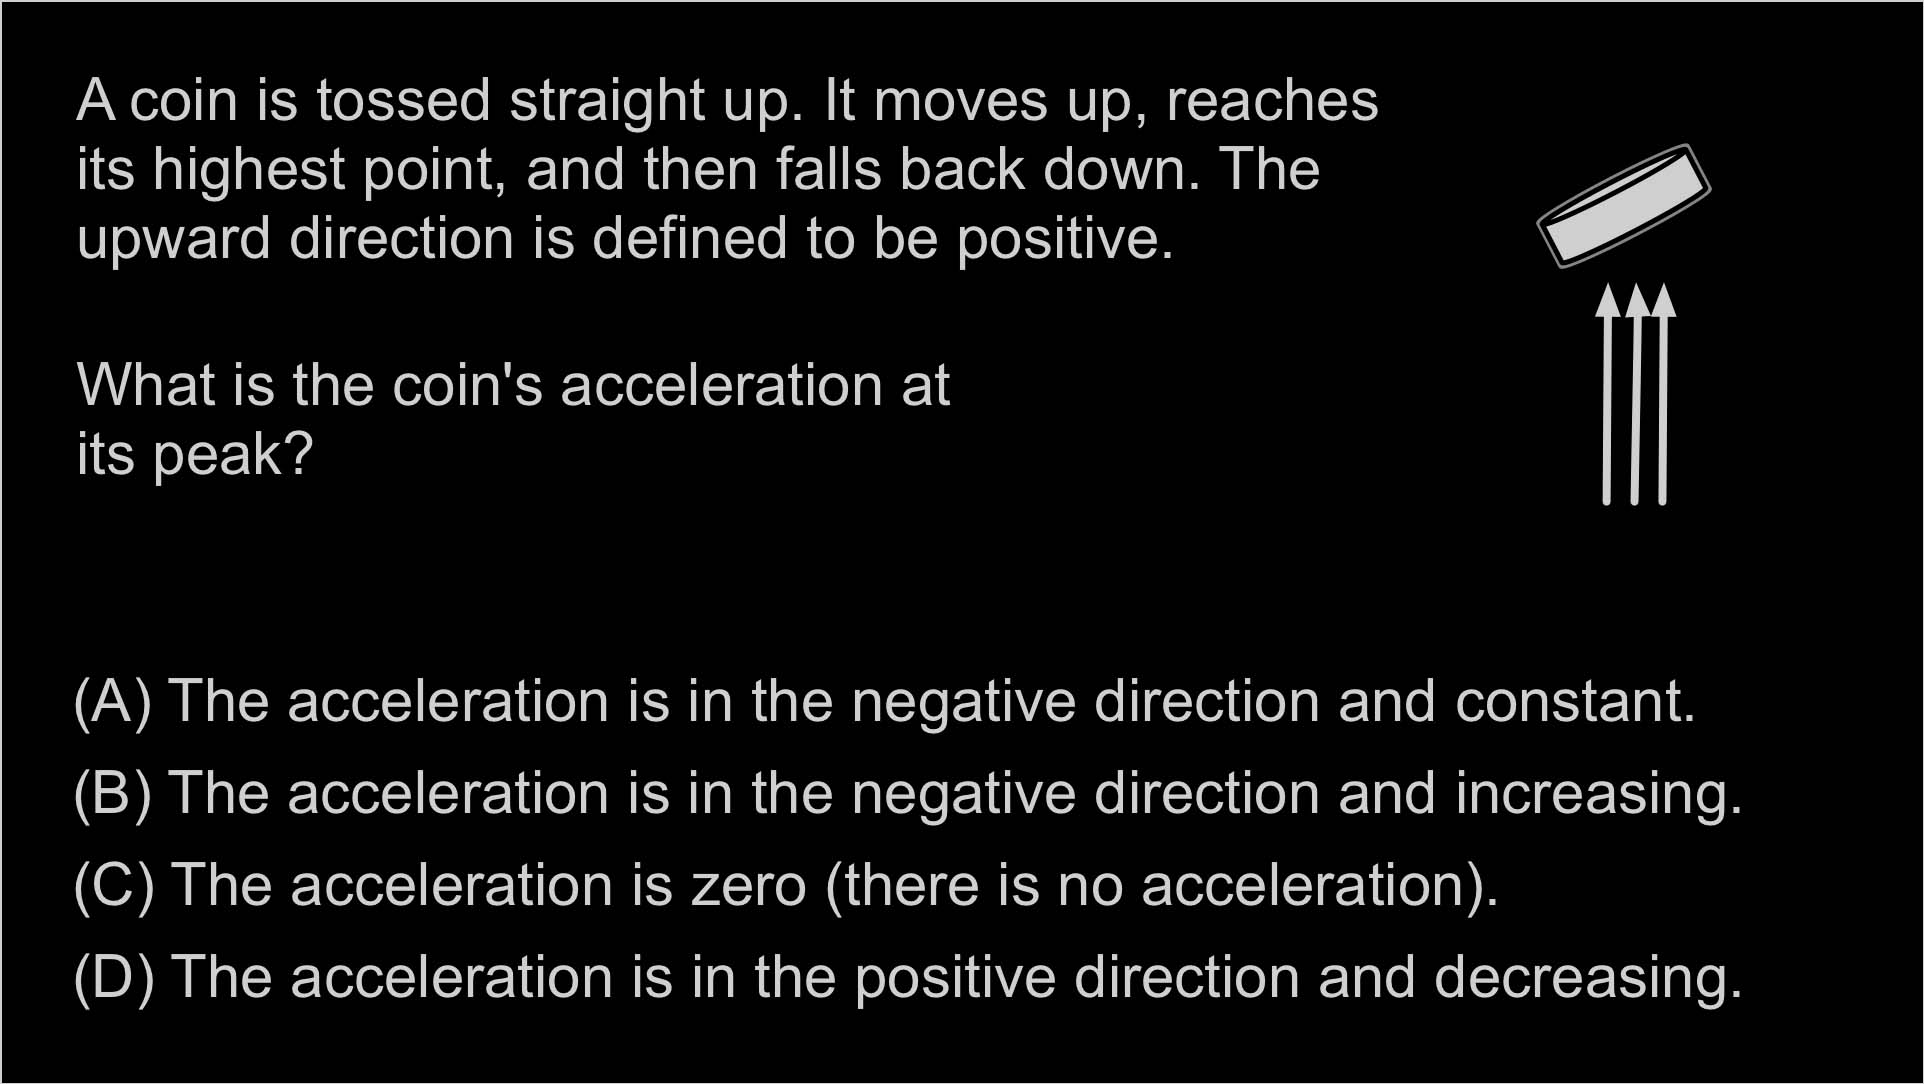 A coin is tossed straight up. It moves up, reaches
its highest point, and then falls back down. The
upward direction is defined to be positive.
What is the coin's acceleration at
its peak?
(A) The acceleration is in the negative direction and constant.
(B) The acceleration is in the negative direction and increasing.
(C) The acceleration is zero (there is no acceleration).
(D) The acceleration is in the positive direction and decreasing.